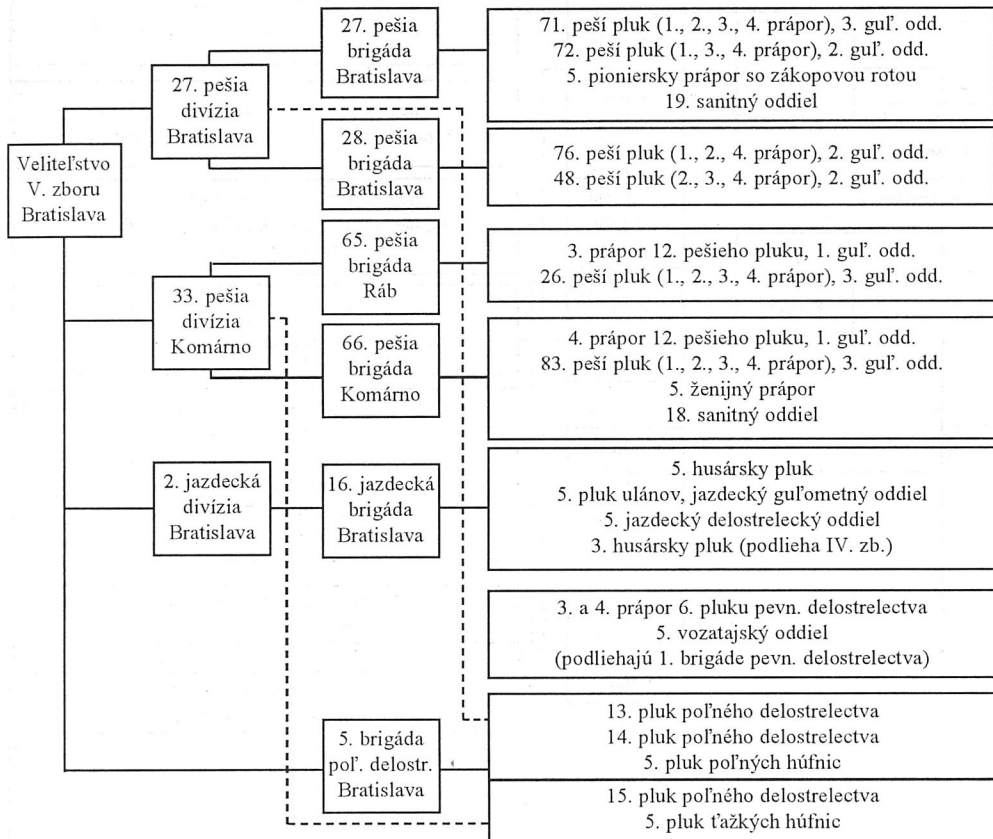 Veliteľstvo
V. zboru
Bratislava
27. pešia
divízia
Bratislava
27. pešia
brigáda
Bratislava
71. peší pluk (1., 2., 3., 4. prápor), 3. guľ. odd.
72. peší pluk (1., 3., 4. prápor), 2. guľ. odd.
5. pioniersky prápor so zákopovou rotou
19. sanitný oddiel
28. pešia
brigáda
Bratislava
76. peší pluk (1., 2., 4. prápor), 2. guľ. odd.
48. peší pluk (2., 3., 4. prápor), 2. guľ. odd.
33. pešia
divízia
Komárno
65. pešia
brigáda
Ráb
3. prápor 12. pešieho pluku, 1. guľ. odd.
26. peší pluk (1., 2., 3., 4. prápor), 3. guľ. odd.
66. pešia
brigáda
Komárno
4. prápor 12. pešieho pluku, 1. guľ. odd.
83. peší pluk (1., 2., 3., 4. prápor), 3. guľ. odd.
5. ženijný prápor
18. sanitný oddiel
2. jazdecká
divízia
Bratislava
16. jazdecká
brigáda
Bratislava
5. husársky pluk
5. pluk ulánov, jazdecký guľometný oddiel
5. jazdecký delostrelecký oddiel
3. husársky pluk (podlieha IV. zb.)
3. a 4. prápor 6. pluku pevn. delostrelectva
5. vozatajský oddiel
(podliehajú 1. brigáde pevn. delostrelectva)
5. brigáda
poľ. delostr.
Bratislava
13. pluk poľného delostrelectva
14. pluk poľného delostrelectva
5. pluk poľných húfnic
15. pluk poľného delostrelectva
5. pluk ťažkých húfnic